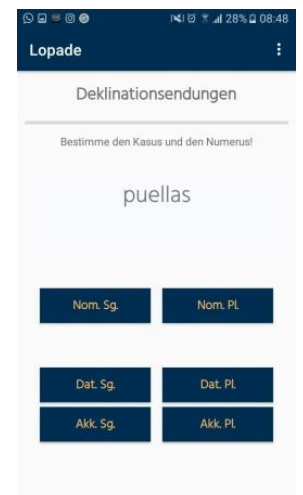 28% 08:48
Lopade
Deklinationsendungen
Bestimme den Kasus und den Numerus!
puellas
Nom. Sg. Nom. Pl.
Dat. Sg. Dat. Pl.
Akk. Sg. Akk. Pl.